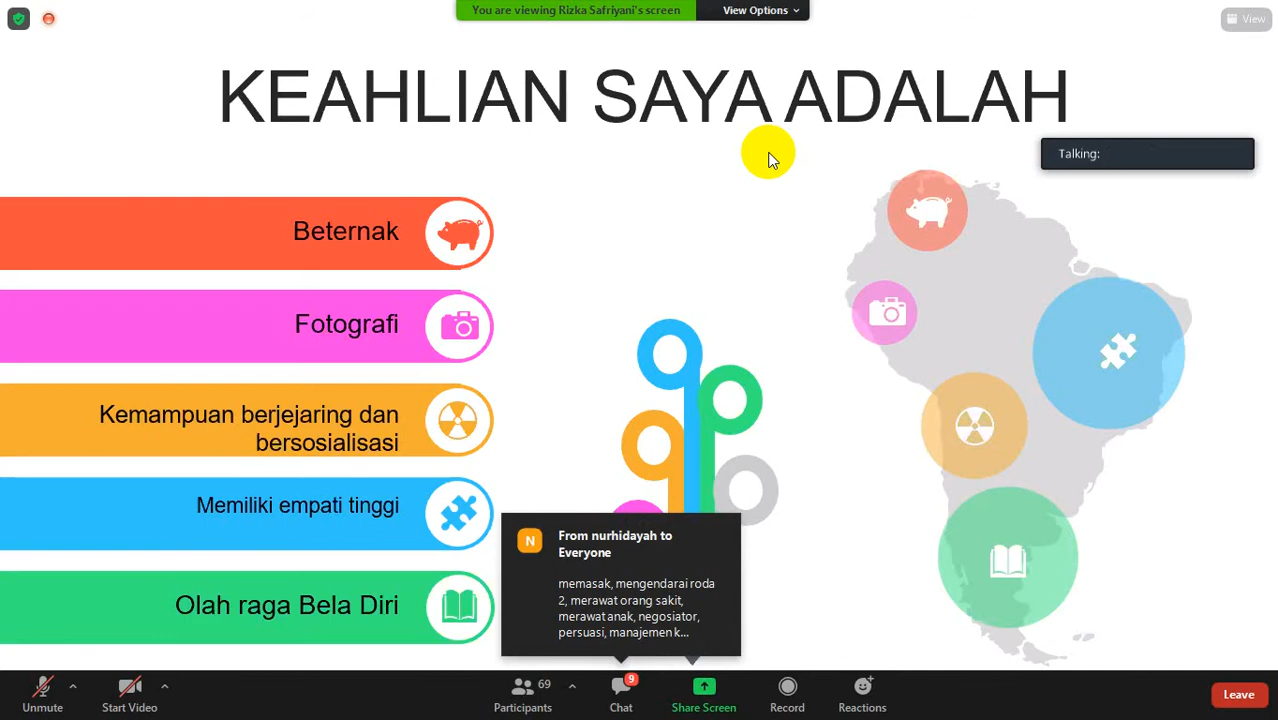 You are viewing Rizka Safriyani's screen
View Options
View
KEAHLIAN SAYA ADALAH
Talking:
Beternak
Fotografi
Kemampuan berjejaring dan
bersosialisasi
Memiliki empati tinggi
Olah raga Bela Diri
N
From nurhidayah to
Everyone
memasak, mengendarai roda
2, merawat orang sakit,
merawat anak, negosiator,
persuasi, manajemen k...
Unmute
Start Video
69
Participants
9
Chat
Share Screen
Record
Reactions
Leave